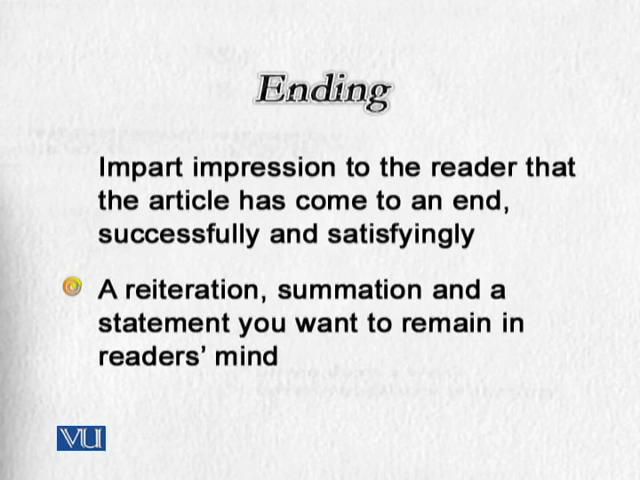 Ending
Impart impression to the reader that
the article has come to an end,
successfully and satisfyingly
A reiteration, summation and a
statement you want to remain in
readers’ mind
VU